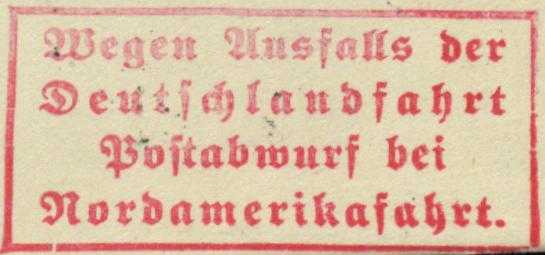 Wegen Ausfalls der
Deutschlandfahrt
Postabwurf bei
Nordamerikafahrt.